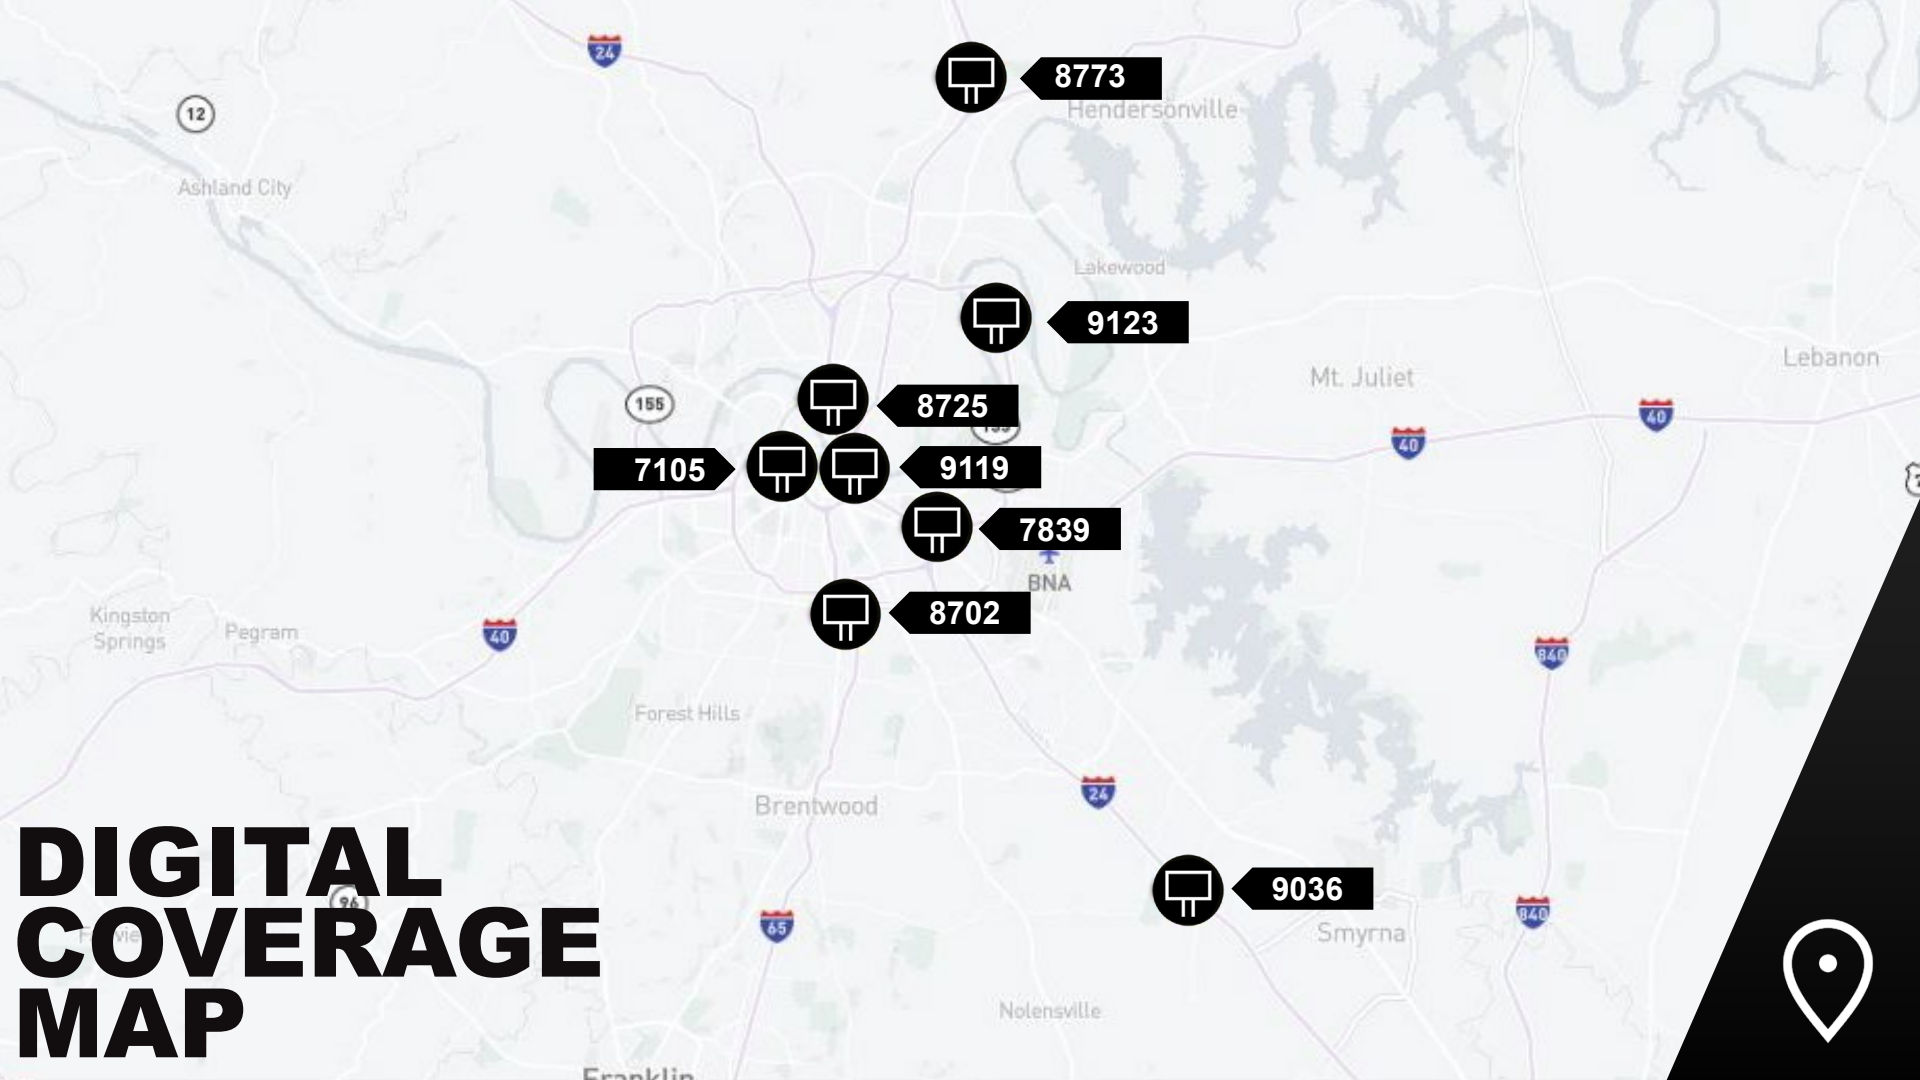 24
8773
Hendersonville
12
Ashland City
Lakewood
9123
Lebanon
Mt. Juliet
8725
155
40
40
7105
9119
7839
BNA
8702
Kingston
Springs
Pegram
40
840
Forest Hills
24
Brentwood
DIGITAL
COVERAGE
MAP
96
9036
65
840
Smyrna
Nolensville
Franklin